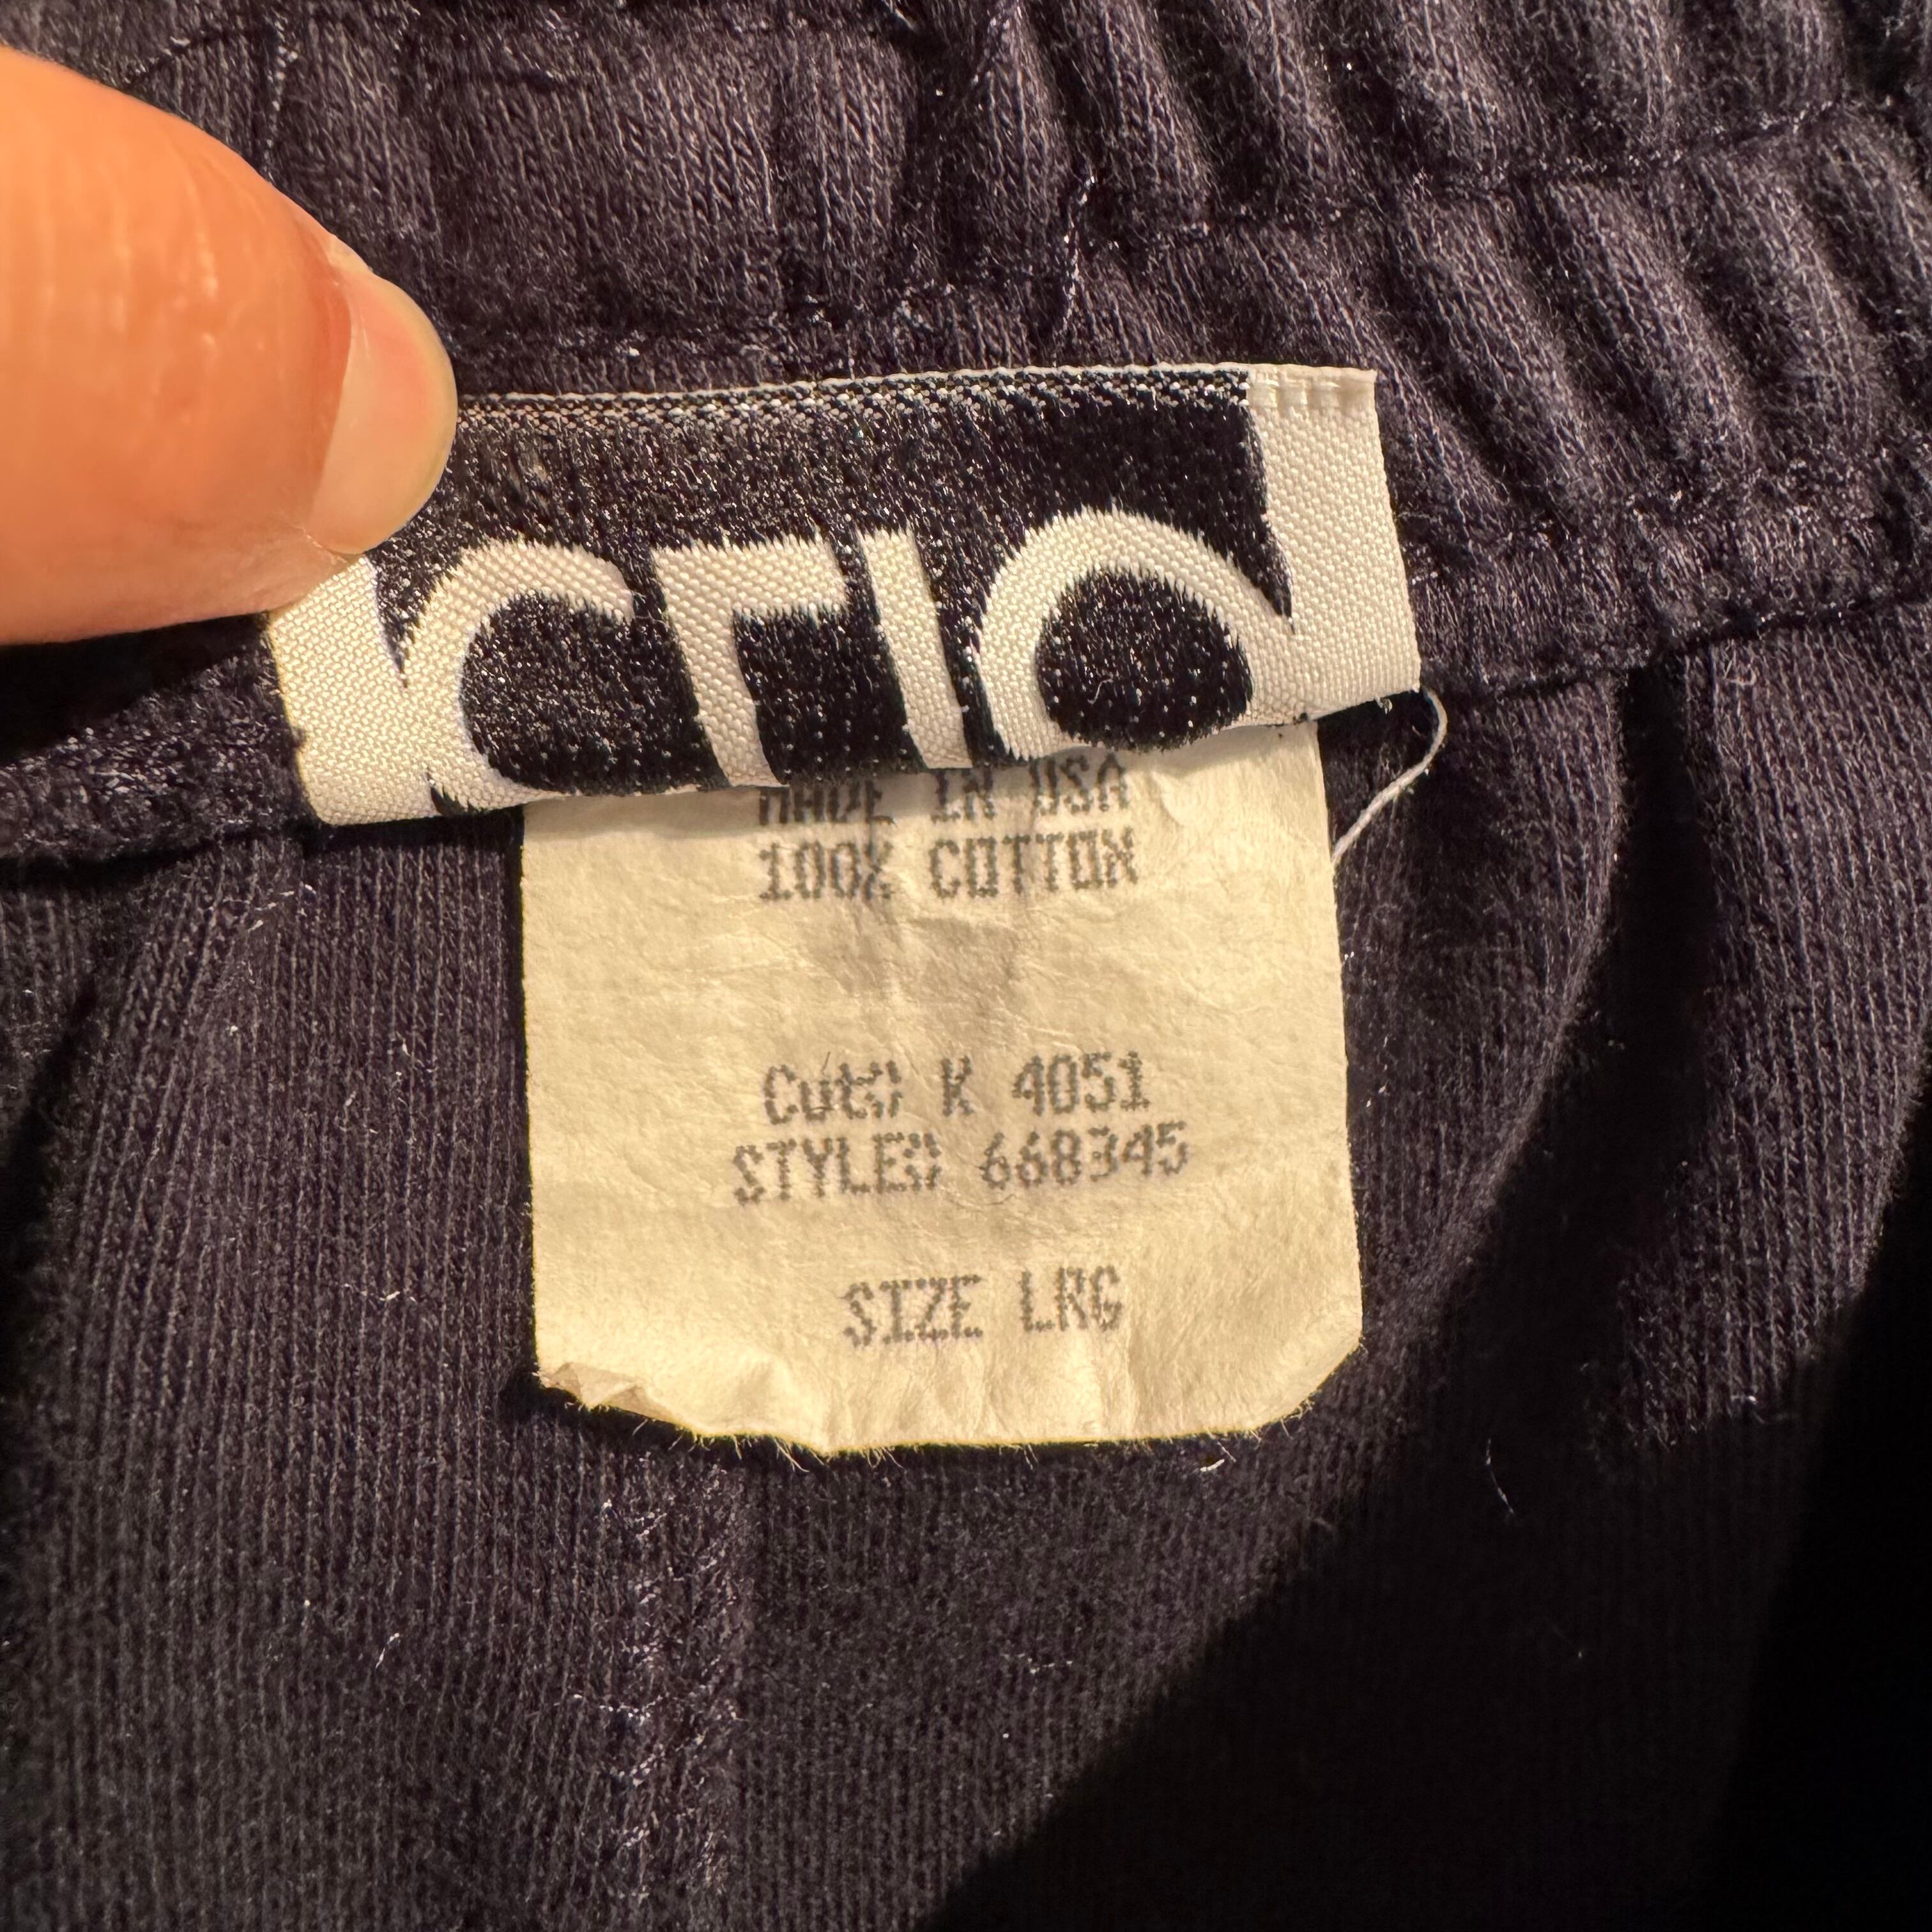 MADE IN USA
100% COTTON
Cut# K 4051
STYLE# 668345
SIZE LRG